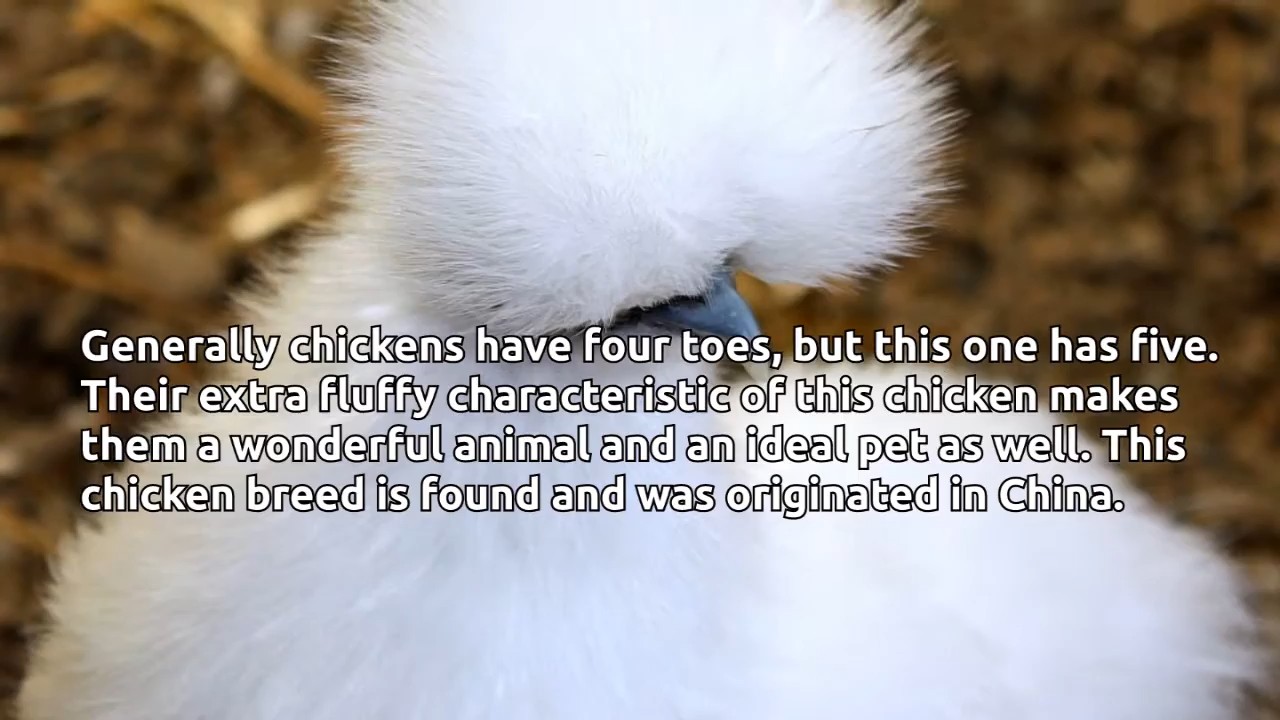 Generally chickens have four toes, but this one has five.
Their extra fluffy characteristic of this chicken makes
them a wonderful animal and an ideal pet as well. This
chicken breed is found and was originated in China.